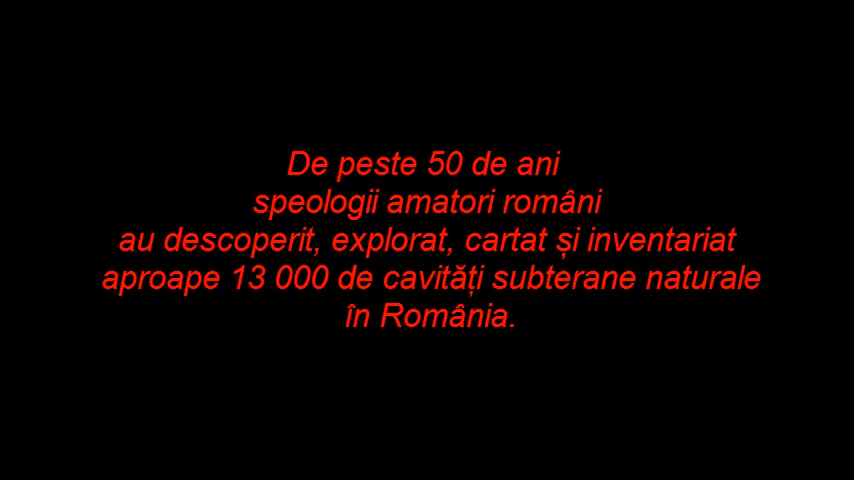 De peste 50 de ani
speologii amatori români
au descoperit, explorat, cartat și inventariat
aproape 13 000 de cavități subterane naturale
în România.